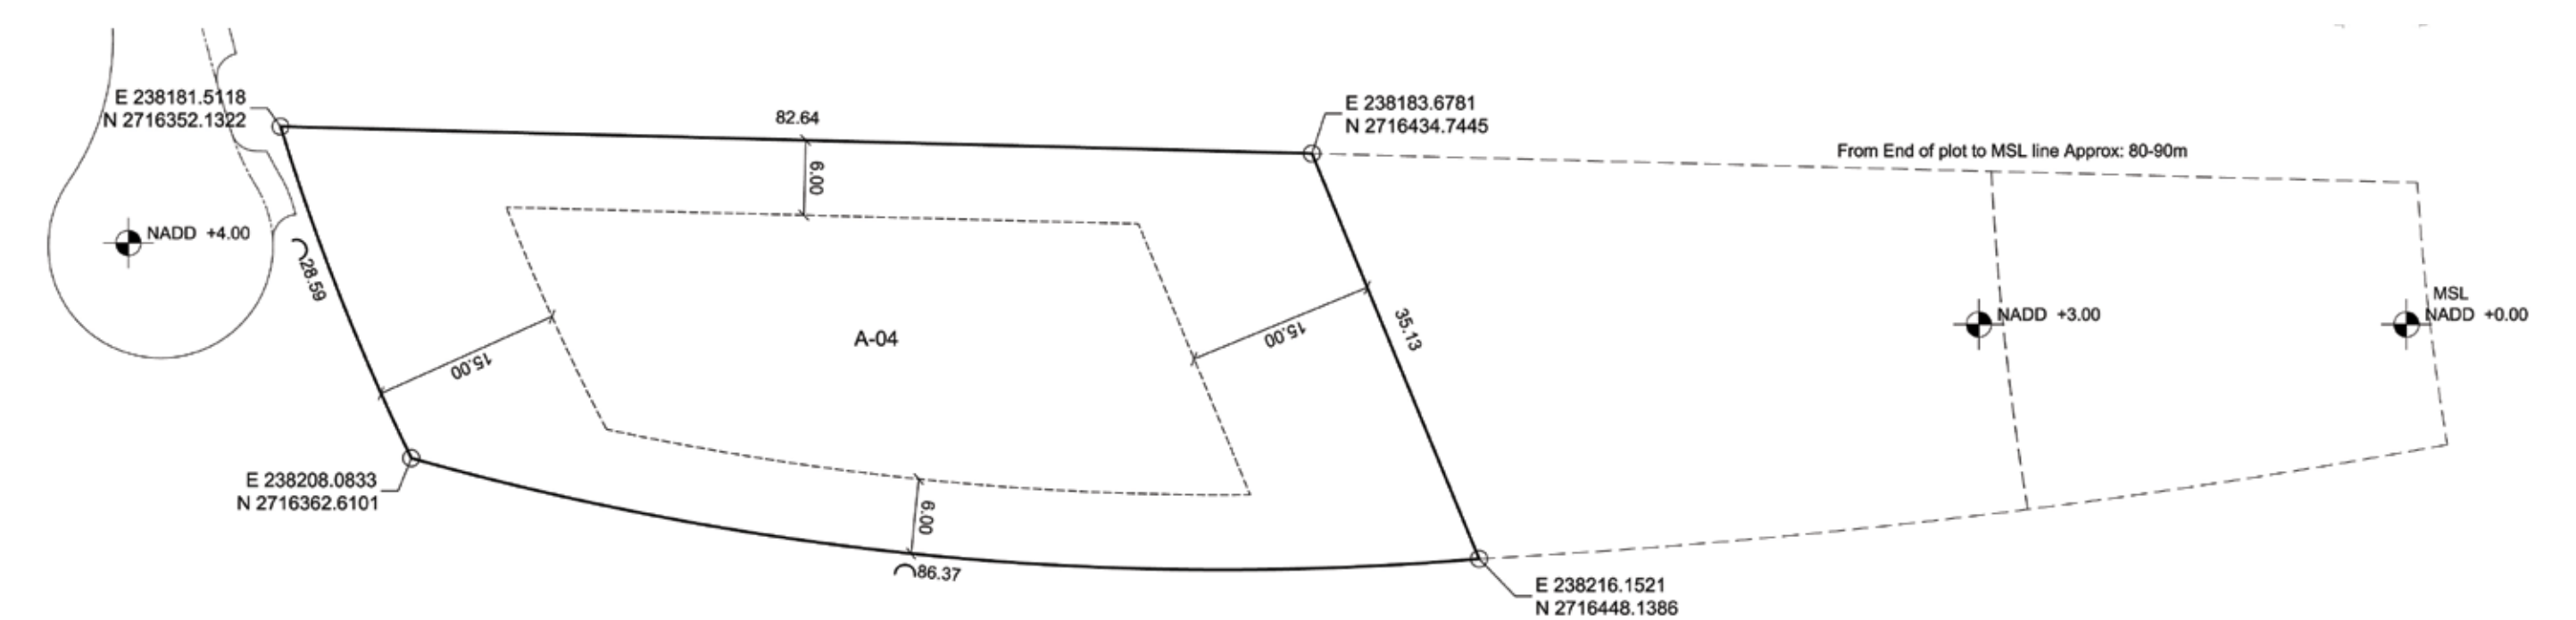 E 238181.5118
N 2716352.1322
82.64
E 238183.6781
N 2716434.7445
From End of plot to MSL line Approx: 80-90m
6.00
NADD +4.00
28.59
15.00
A-04
15.00
35.13
NADD +3.00
MSL
NADD +0.00
E 238208.0833
N 2716362.6101
6.00
86.37
E 238216.1521
N 2716448.1386